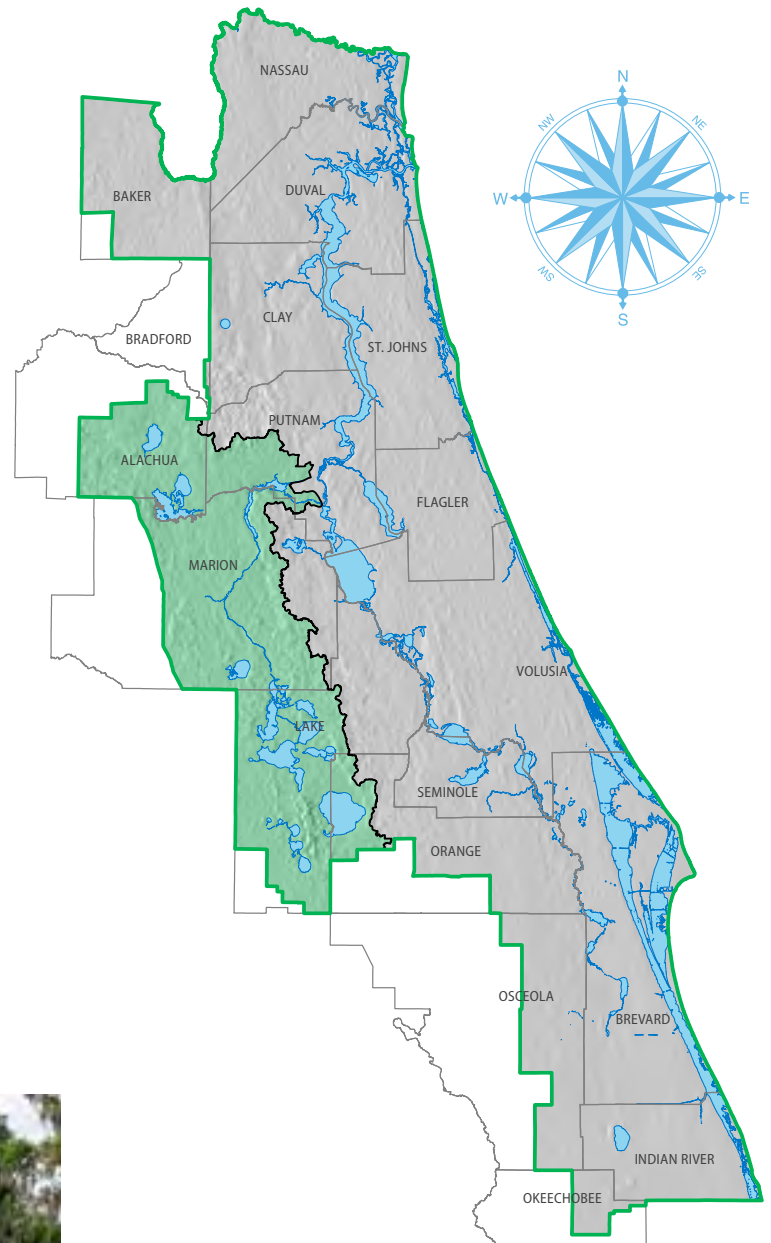 NASSAU
N
NW
NE
BAKER
DUVAL
W
E
SW
SE
S
CLAY
BRADFORD
ST. JOHNS
PUTNAM
ALACHUA
FLAGLER
MARION
VOLUSIA
LAKE
SEMINOLE
ORANGE
OSCEOLA
BREVARD
INDIAN RIVER
OKEECHOBEE